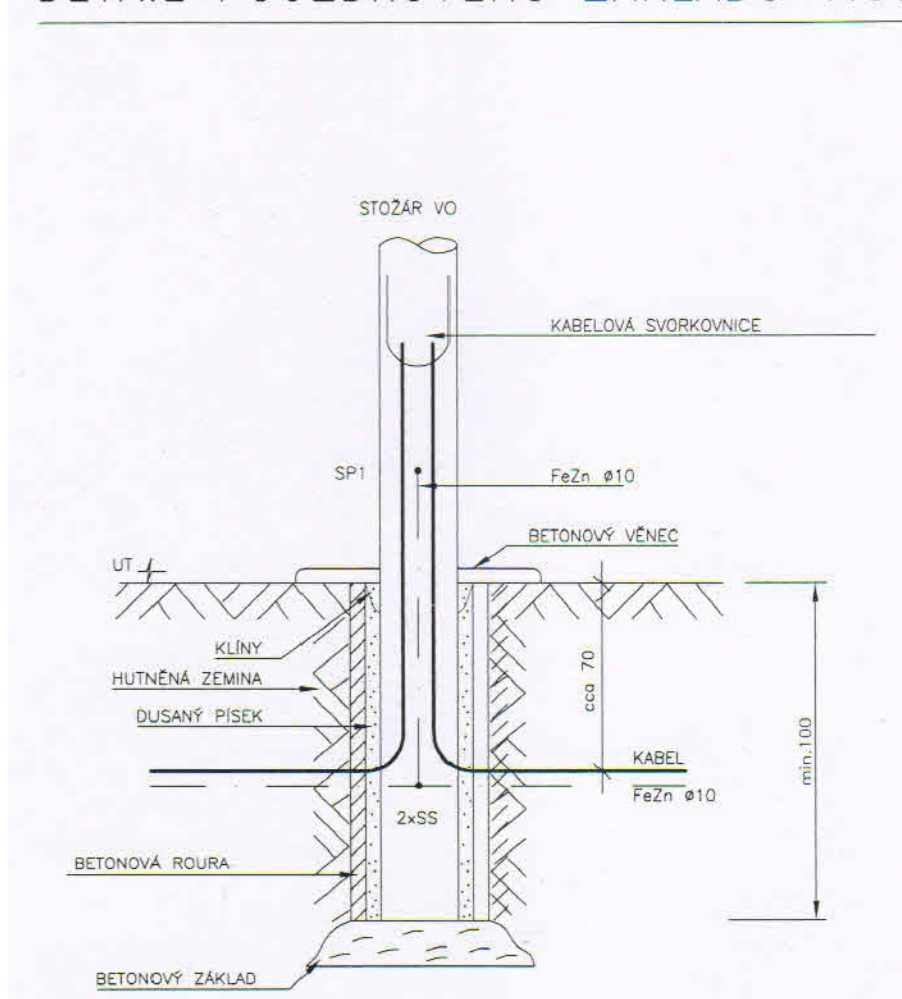 STOŽÁR VO
KABELOVÁ SVORKOVNICE
SP1
FeZn ø10
BETONOVÝ VĚNEC
UT
KLÍNY
HUTNĚNÁ ZEMINA
DUSANÝ PÍSEK
cca 70
min.100
KABEL
FeZn ø10
2xSS
BETONOVÁ ROURA
BETONOVÝ ZÁKLAD